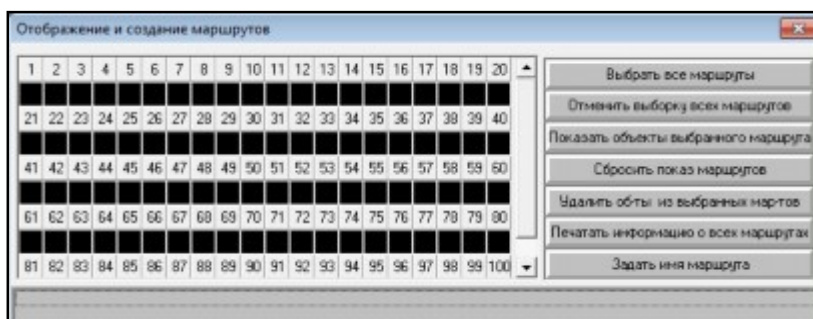 Отображение и создание маршрутов
1 2 3 4 5 6 7 8 9 10 11 12 13 14 15 16 17 18 19 20
21 22 23 24 25 26 27 28 29 30 31 32 33 34 35 36 37 38 39 40
41 42 43 44 45 46 47 48 49 50 51 52 53 54 55 56 57 58 59 60
61 62 63 64 65 66 67 68 69 70 71 72 73 74 75 76 77 78 79 80
81 82 83 84 85 86 87 88 89 90 91 92 93 94 95 96 97 98 99 100
Выбрать все маршруты
Отменить выборку всех маршрутов
Показать объекты выбранного маршрута
Сбросить показ маршрутов
Удалить об-ты из выбранных мар-тов
Печатать информацию о всех маршрутах
Задать имя маршрута